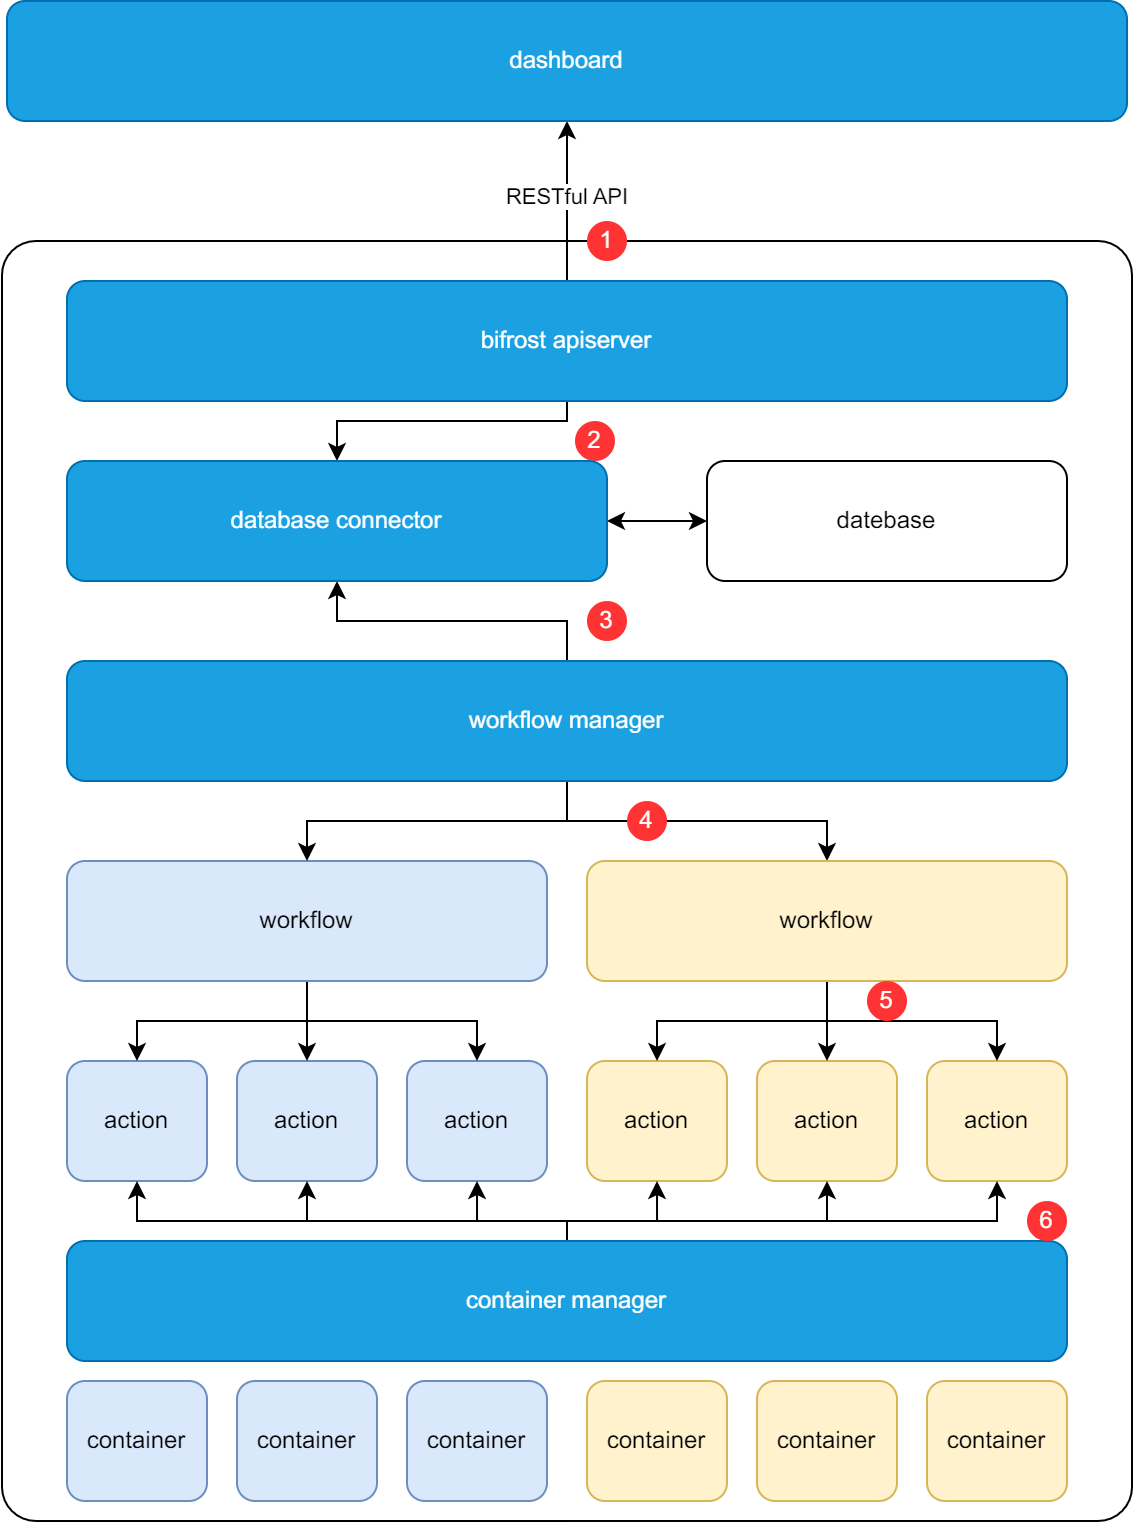 dashboard
RESTful API
1
bifrost apiserver
2
database connector
datebase
3
workflow manager
4
workflow
workflow
5
action
action
action
action
action
action
6
container manager
container
container
container
container
container
container